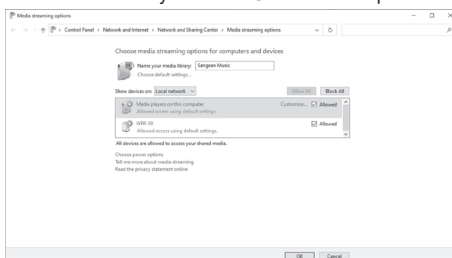 Media streaming options
Control Panel > Network and Internet > Network and Sharing Center > Media streaming options
Choose media streaming options for computers and devices
Name your media library: Sangean Music
Choose default settings...
Show devices on: Local network Allow All Block All
Media players on this computer Customize... Allowed
Allowed access using default settings.
WFR-39 Allowed
Allowed access using default settings.
All devices are allowed to access your shared media.
Choose power options
Tell me more about media streaming
Read the privacy statement online
OK Cancel